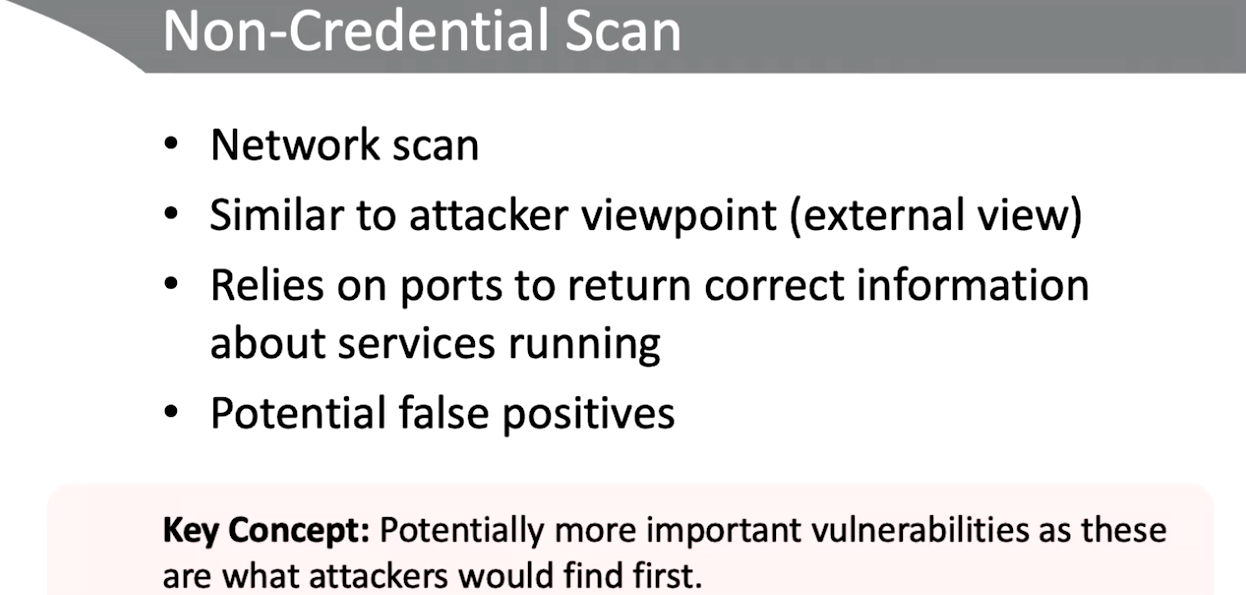 Non-Credential Scan
• Network scan
• Similar to attacker viewpoint (external view)
• Relies on ports to return correct information
about services running
• Potential false positives
Key Concept: Potentially more important vulnerabilities as these
are what attackers would find first.